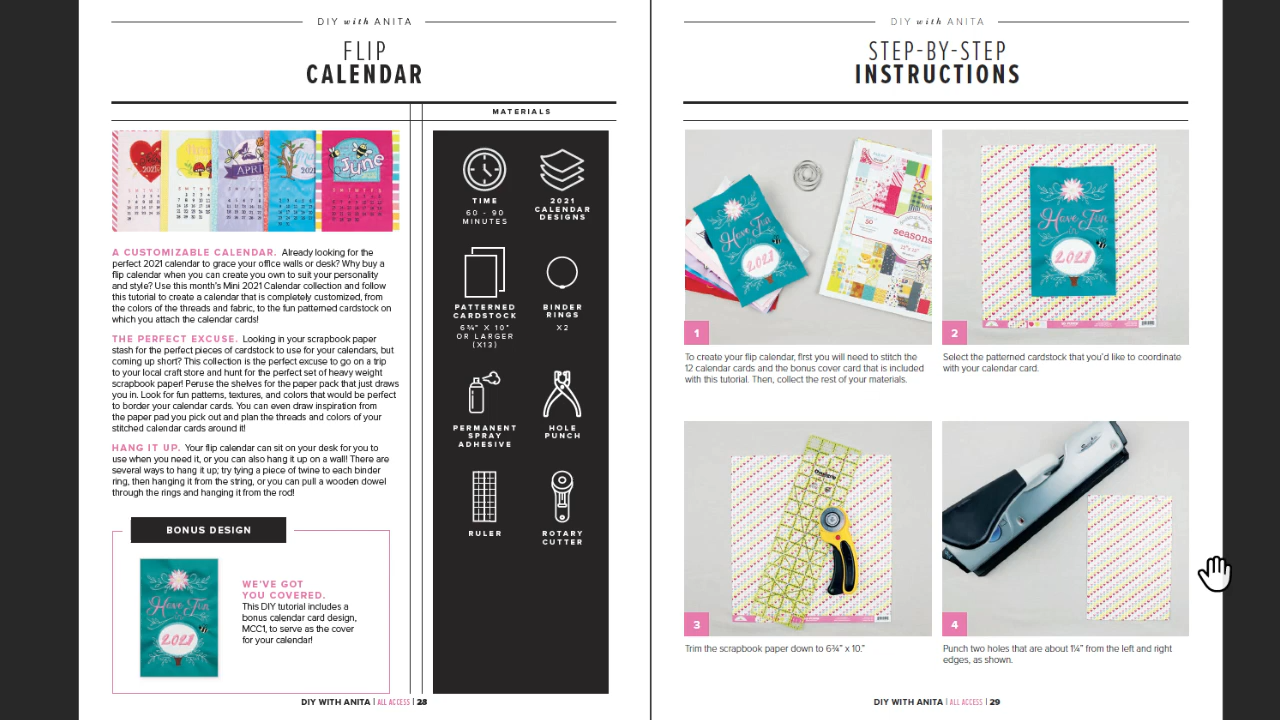 DIY with ANITA
FLIP
CALENDAR
MATERIALS
2021
APRIL
June
TIME
60 - 90
MINUTES
2021
CALENDAR
DESIGNS
PATTERNED
CARDSTOCK
6¾" X 10"
OR LARGER
(X13)
BINDER
RINGS
X2
PERMANENT
SPRAY
ADHESIVE
HOLE
PUNCH
RULER
ROTARY
CUTTER
A CUSTOMIZABLE CALENDAR. Already looking for the
perfect 2021 calendar to grace your office walls or desk? Why buy a
flip calendar when you can create you own to suit your personality
and style? Use this month's Mini 2021 Calendar collection and follow
this tutorial to create a calendar that is completely customized, from
the colors of the threads and fabric, to the fun patterned cardstock on
which you attach the calendar cards!
THE PERFECT EXCUSE. Looking in your scrapbook paper
stash for the perfect pieces of cardstock to use for your calendars, but
coming up short? This collection is the perfect excuse to go on a trip
to your local craft store and hunt for the perfect set of heavy weight
scrapbook paper! Peruse the shelves for the paper pack that just draws
you in. Look for fun patterns, textures, and colors that would be perfect
to border your calendar cards. You can even draw inspiration from
the paper pad you pick out and plan the threads and colors of your
stitched calendar cards around it!
HANG IT UP. Your flip calendar can sit on your desk for you to
use when you need it, or you can also hang it up on a wall! There are
several ways to hang it up; try tying a piece of twine to each binder
ring, then hanging it from the string, or you can pull a wooden dowel
through the rings and hanging it from the rod!
BONUS DESIGN
Have Fun
2021
WE'VE GOT
YOU COVERED.
This DIY tutorial includes a
bonus calendar card design,
MCC1, to serve as the cover
for your calendar!
DIY WITH ANITA | ALL ACCESS | 28
DIY with ANITA
STEP-BY-STEP
INSTRUCTIONS
Have Fun
in
2021
seasons
1
To create your flip calendar, first you will need to stitch the
12 calendar cards and the bonus cover card that is included
with this tutorial. Then, collect the rest of your materials.
Have Fun
in
2021
2
Select the patterned cardstock that you'd like to coordinate
with your calendar card.
3
Trim the scrapbook paper down to 6¾" x 10."
4
Punch two holes that are about 1¼" from the left and right
edges, as shown.
DIY WITH ANITA | ALL ACCESS | 29